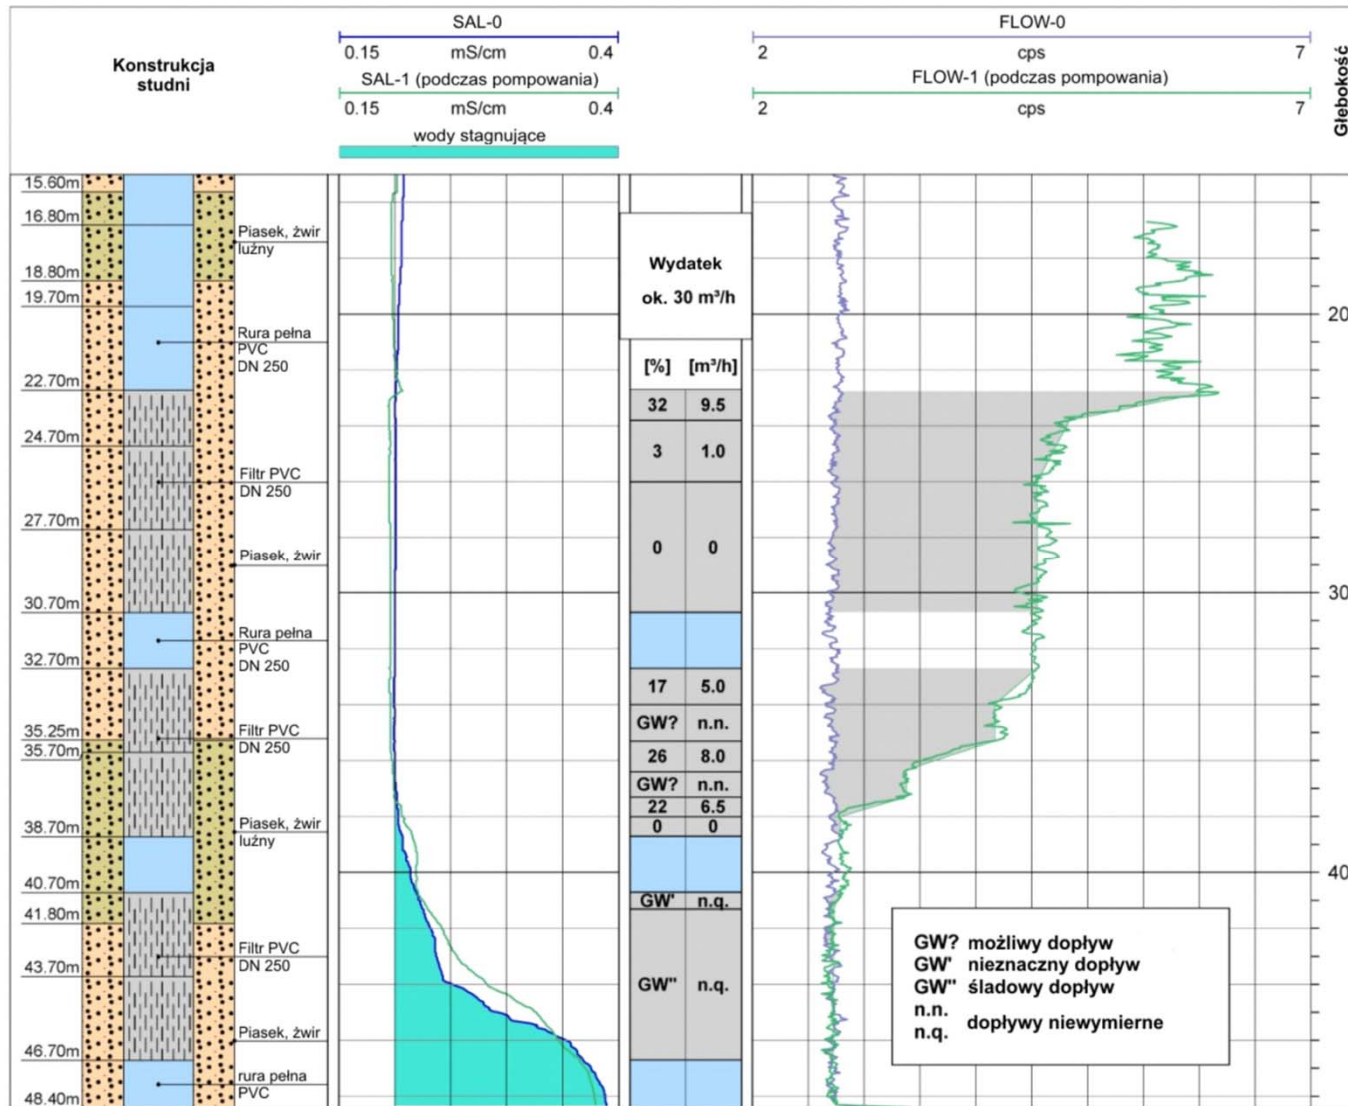 Konstrukcja
studni
SAL-0
0.15 mS/cm 0.4
SAL-1 (podczas pompowania)
0.15 mS/cm 0.4
wody stagnujące
FLOW-0
2 cps 7
FLOW-1 (podczas pompowania)
2 cps 7
Głebokość
15.60m
16.80m
18.80m
19.70m
22.70m
24.70m
27.70m
30.70m
32.70m
35.25m
35.70m
38.70m
40.70m
41.80m
43.70m
46.70m
48.40m
Piasek, żwir
luźny
Rura pełna
PVC
DN 250
Filtr PVC
DN 250
Piasek, żwir
Rura pełna
PVC
DN 250
Filtr PVC
DN 250
Piasek, żwir
luźny
Filtr PVC
DN 250
Piasek, żwir
rura pełna
PVC
Wydatek
ok. 30 m³/h
[%] [m³/h]
32 9.5
3 1.0
0 0
17 5.0
GW? n.n.
26 8.0
GW? n.n.
22 6.5
0 0
GW' n.q.
GW" n.q.
20
30
40
GW? możliwy dopływ
GW' nieznaczny dopływ
GW" śladowy dopływ
n.n.
n.q. dopływy niewymierne